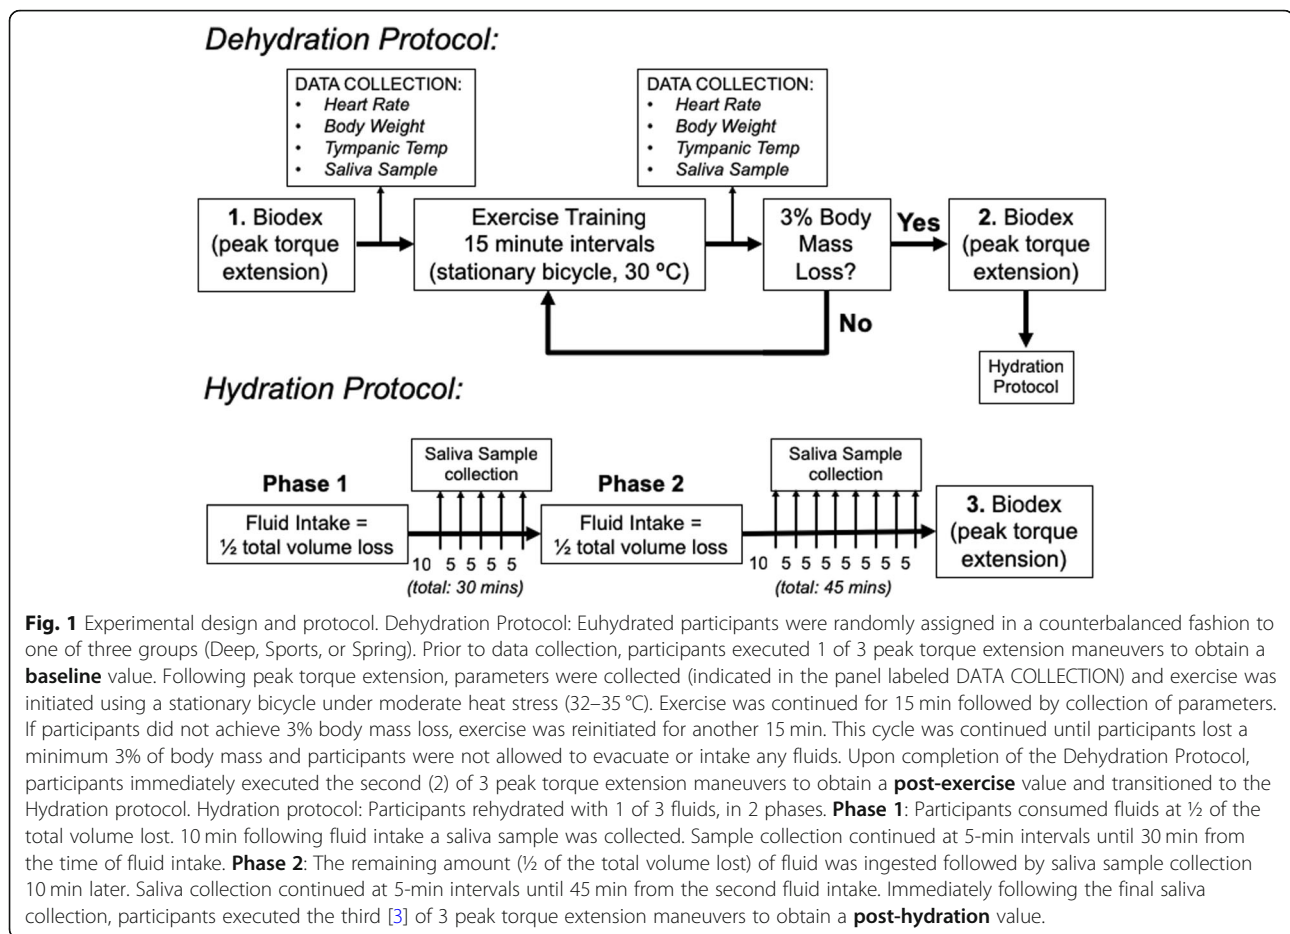 Dehydration Protocol:
DATA COLLECTION:
• Heart Rate
• Body Weight
• Tympanic Temp
• Saliva Sample
DATA COLLECTION:
• Heart Rate
• Body Weight
• Tympanic Temp
• Saliva Sample
1. Biodex
(peak torque
extension)
Exercise Training
15 minute intervals
(stationary bicycle, 30 ºC)
3% Body
Mass
Loss?
Yes
2. Biodex
(peak torque
extension)
No
Hydration
Protocol
Hydration Protocol:
Phase 1
Saliva Sample
collection
Phase 2
Saliva Sample
collection
Fluid Intake =
½ total volume loss
Fluid Intake =
½ total volume loss
3. Biodex
(peak torque
extension)
10 5 5 5 5
(total: 30 mins)
10 5 5 5 5 5 5 5
(total: 45 mins)
Fig. 1 Experimental design and protocol. Dehydration Protocol: Euhydrated participants were randomly assigned in a counterbalanced fashion to
one of three groups (Deep, Sports, or Spring). Prior to data collection, participants executed 1 of 3 peak torque extension maneuvers to obtain a
baseline value. Following peak torque extension, parameters were collected (indicated in the panel labeled DATA COLLECTION) and exercise was
initiated using a stationary bicycle under moderate heat stress (32–35 °C). Exercise was continued for 15 min followed by collection of parameters.
If participants did not achieve 3% body mass loss, exercise was reinitiated for another 15 min. This cycle was continued until participants lost a
minimum 3% of body mass and participants were not allowed to evacuate or intake any fluids. Upon completion of the Dehydration Protocol,
participants immediately executed the second (2) of 3 peak torque extension maneuvers to obtain a post-exercise value and transitioned to the
Hydration protocol. Hydration protocol: Participants rehydrated with 1 of 3 fluids, in 2 phases. Phase 1: Participants consumed fluids at ½ of the
total volume lost. 10 min following fluid intake a saliva sample was collected. Sample collection continued at 5-min intervals until 30 min from
the time of fluid intake. Phase 2: The remaining amount (½ of the total volume lost) of fluid was ingested followed by saliva sample collection
10 min later. Saliva collection continued at 5-min intervals until 45 min from the second fluid intake. Immediately following the final saliva
collection, participants executed the third [3] of 3 peak torque extension maneuvers to obtain a post-hydration value.